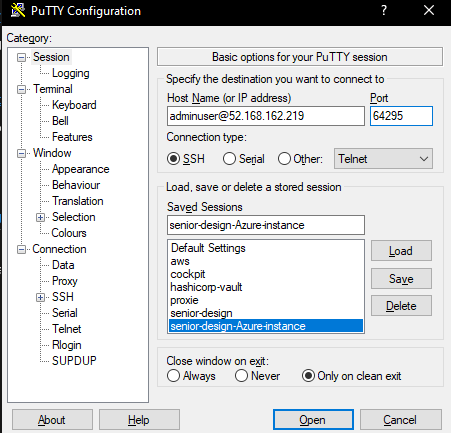 PuTTY Configuration
?
×
Category:
Session
Logging
Terminal
Keyboard
Bell
Features
Window
Appearance
Behaviour
Translation
Selection
Colours
Connection
Data
Proxy
SSH
Serial
Telnet
Rlogin
SUPDUP
Basic options for your PuTTY session
Specify the destination you want to connect to
Host Name (or IP address) Port
adminuser@52.168.162.219 64295
Connection type:
SSH Serial Other: Telnet
Load, save or delete a stored session
Saved Sessions
senior-design-Azure-instance
Default Settings
aws
cockpit
hashicorp-vault
proxie
senior-design
senior-design-Azure-instance
Load
Save
Delete
Close window on exit:
Always Never Only on clean exit
About Help Open Cancel